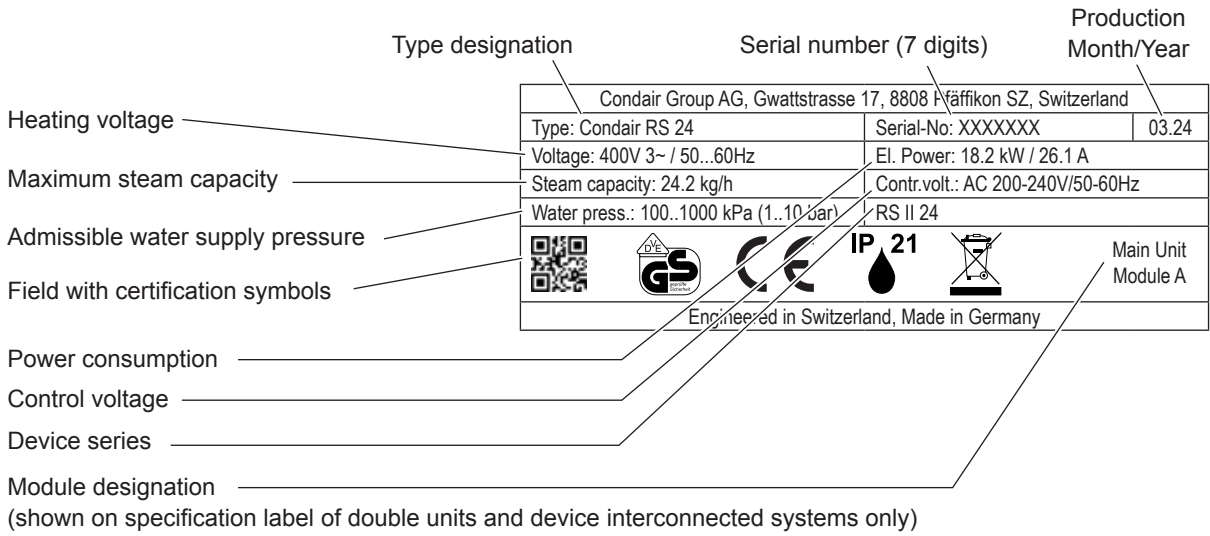 Production
Type designation Serial number (7 digits) Month/Year
Condair Group AG, Gwattstrasse 17, 8808 Pfäffikon SZ, Switzerland
Heating voltage
Type: Condair RS 24 Serial-No: XXXXXXX 03.24
Voltage: 400V 3~ / 50...60Hz El. Power: 18.2 kW / 26.1 A
Maximum steam capacity
Steam capacity: 24.2 kg/h Contr.volt.: AC 200-240V/50-60Hz
Water press.: 100..1000 kPa (1..10 bar) RS II 24
Admissible water supply pressure
DVE
GS
geprüfte
Sicherheit
CE
IP 21
Main Unit
Module A
Field with certification symbols
Engineered in Switzerland, Made in Germany
Power consumption
Control voltage
Device series
Module designation
(shown on specification label of double units and device interconnected systems only)